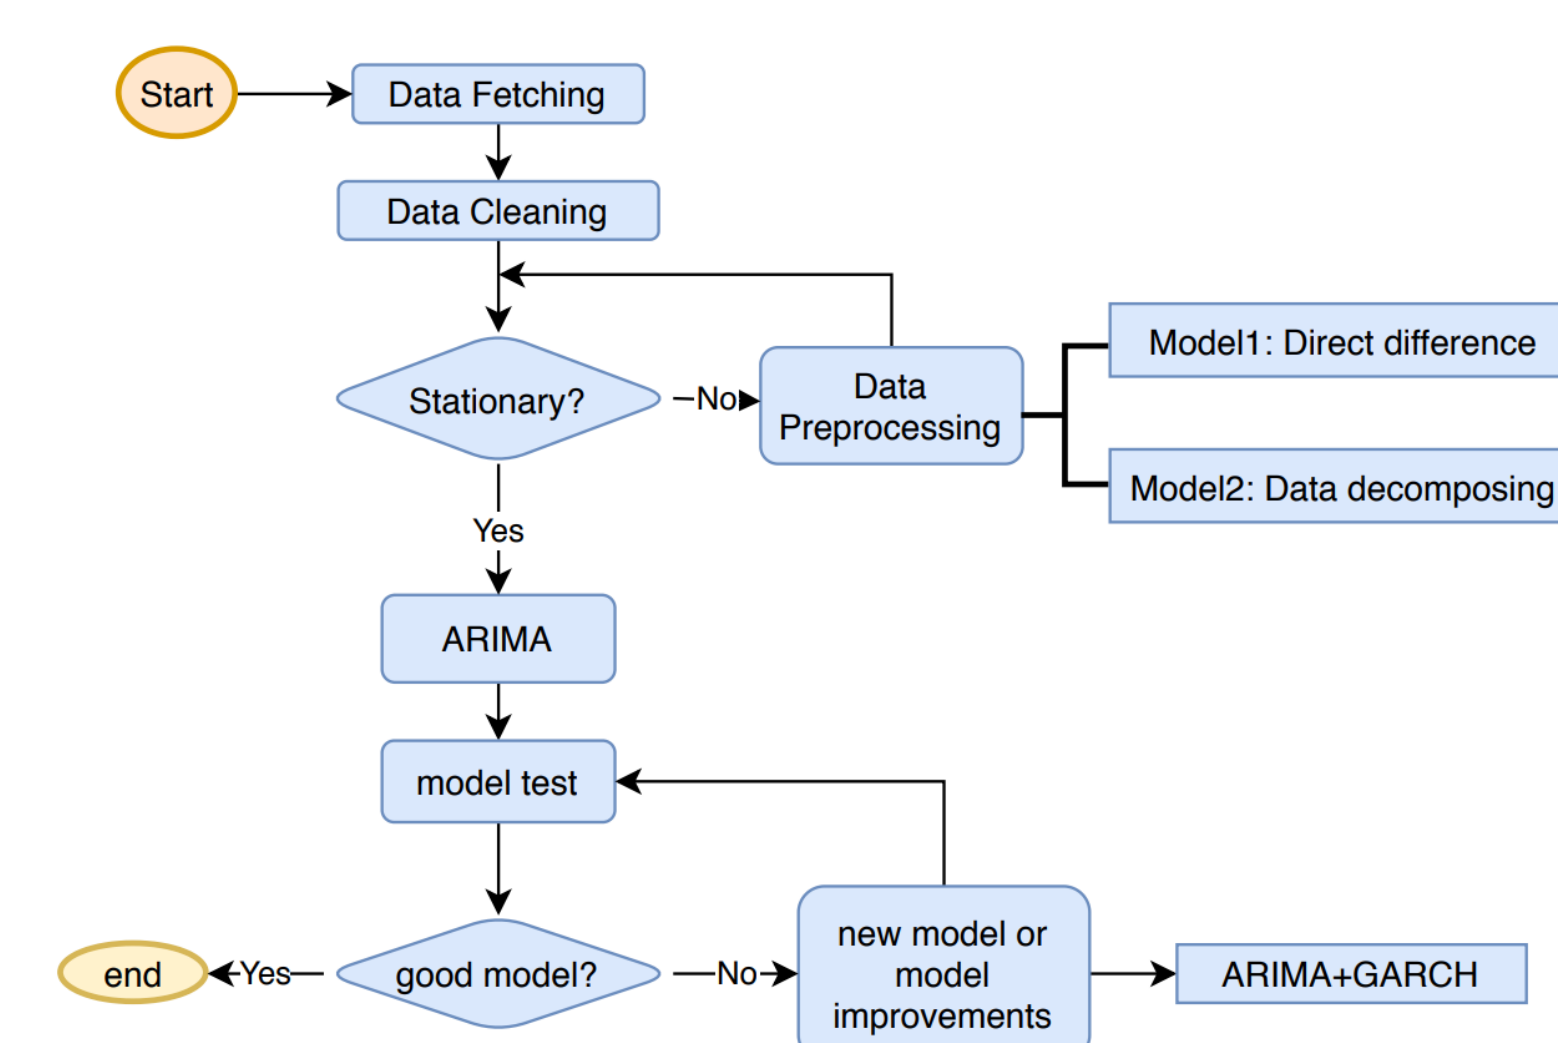 Start
Data Fetching
Data Cleaning
Stationary?
No
Data
Preprocessing
Model1: Direct difference
Model2: Data decomposing
Yes
ARIMA
model test
good model?
Yes
end
No
new model or
model
improvements
ARIMA+GARCH